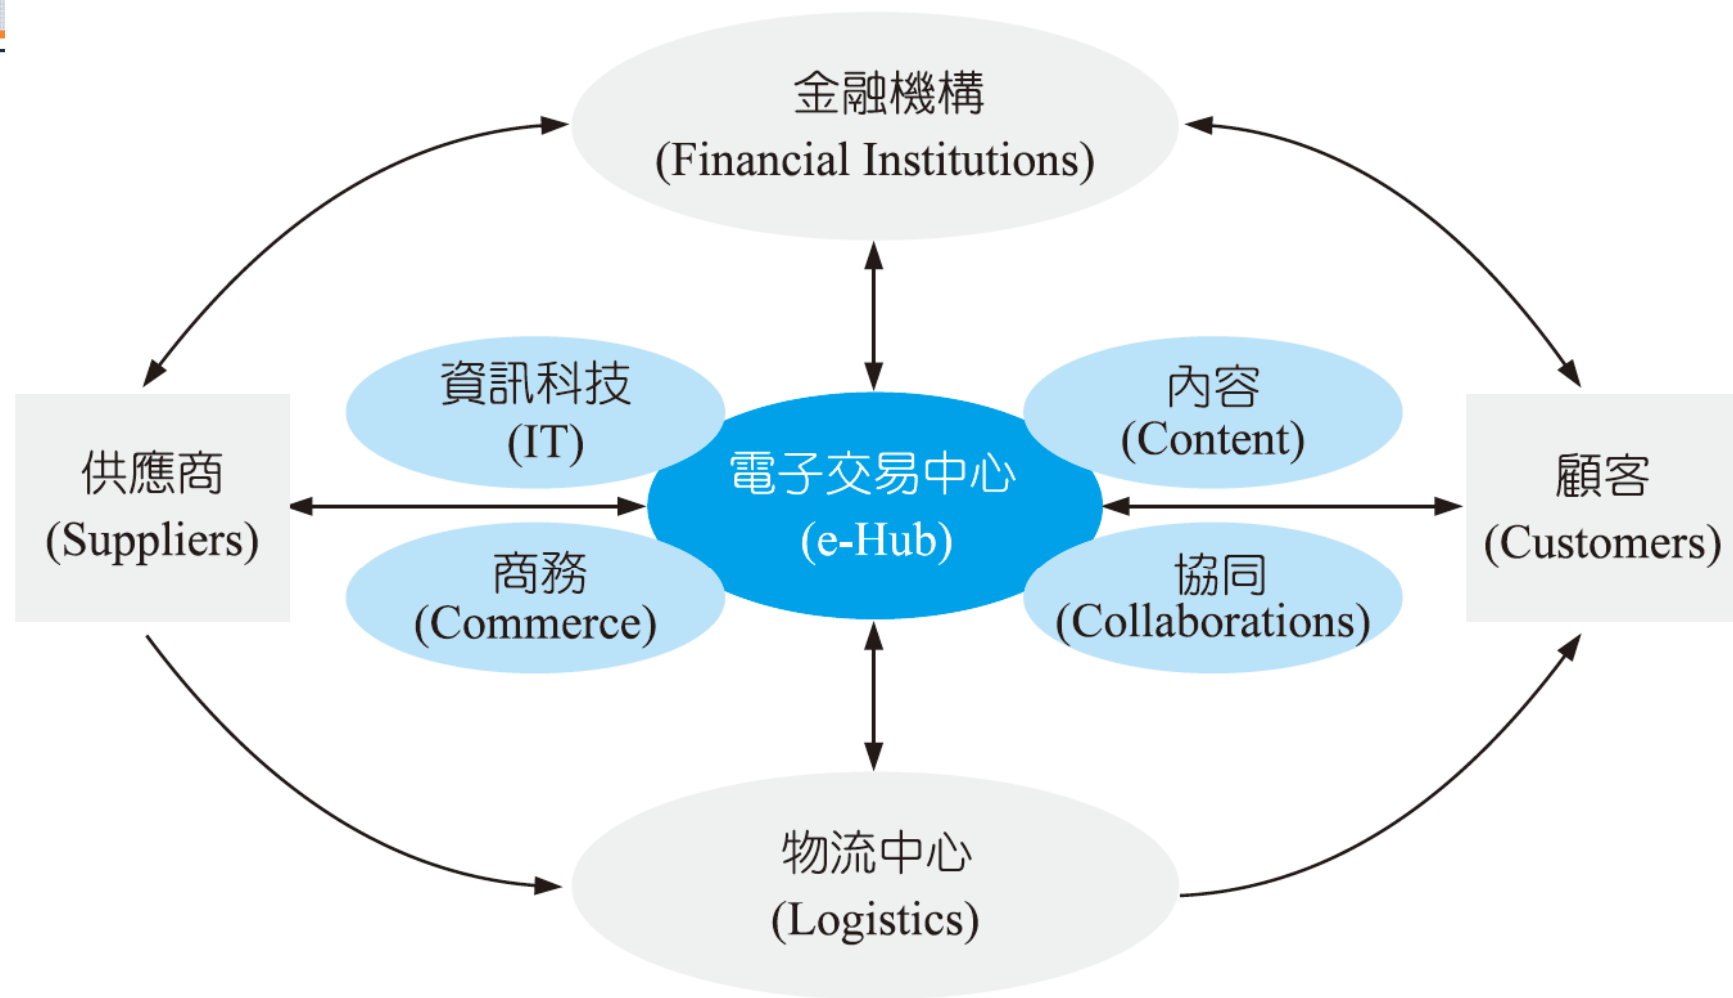 金融機構
(Financial Institutions)
資訊科技
(IT)
內容
(Content)
供應商
(Suppliers)
電子交易中心
(e-Hub)
顧客
(Customers)
商務
(Commerce)
協同
(Collaborations)
物流中心
(Logistics)